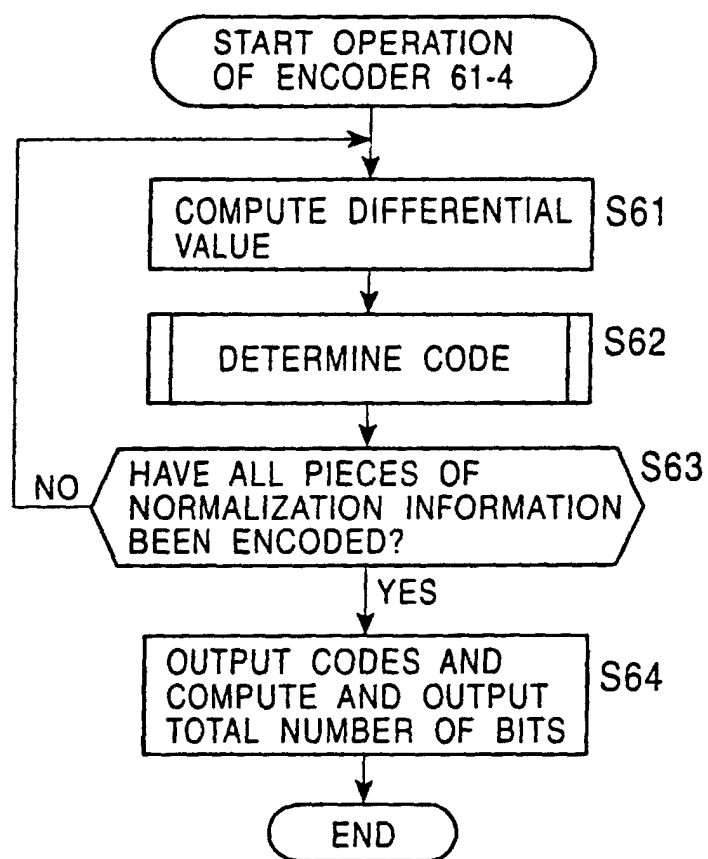 START OPERATION
OF ENCODER 61-4
COMPUTE DIFFERENTIAL
VALUE
S61
DETERMINE CODE
S62
HAVE ALL PIECES OF
NORMALIZATION INFORMATION
BEEN ENCODED?
S63
NO
YES
OUTPUT CODES AND
COMPUTE AND OUTPUT
TOTAL NUMBER OF BITS
S64
END